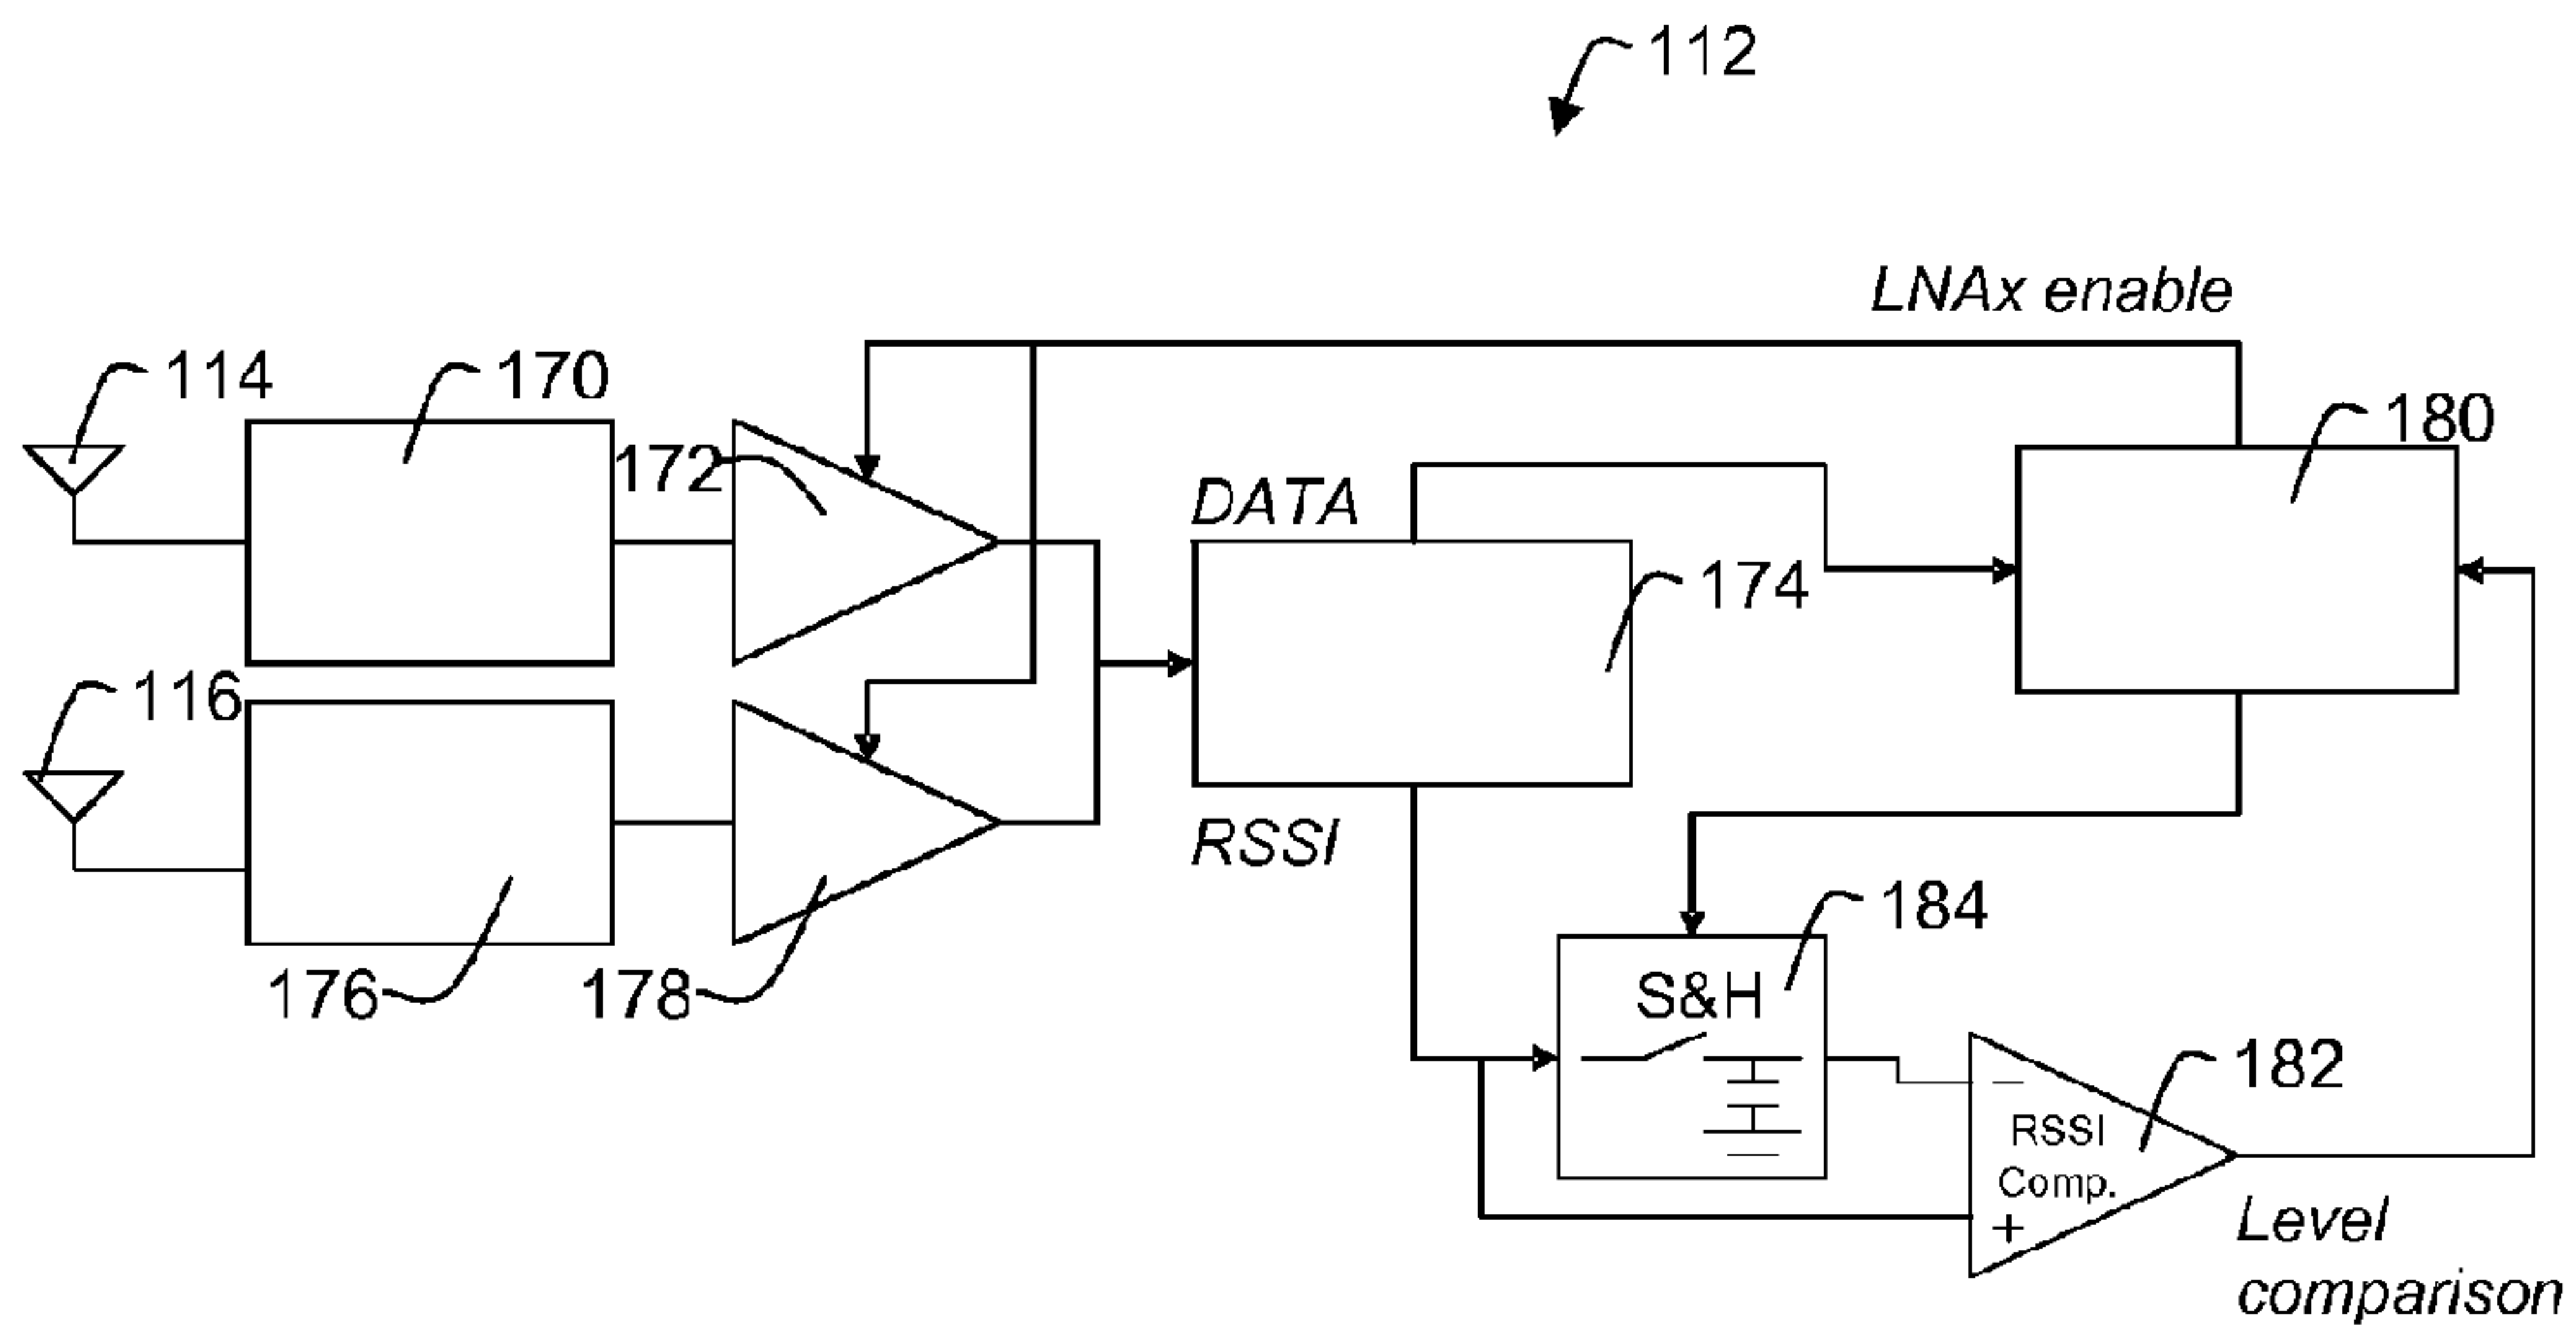 112
LNAx enable
114
170
180
172
DATA
174
116
RSSI
184
176
178
S&H
182
−
RSSI
Comp.
+
Level
comparison